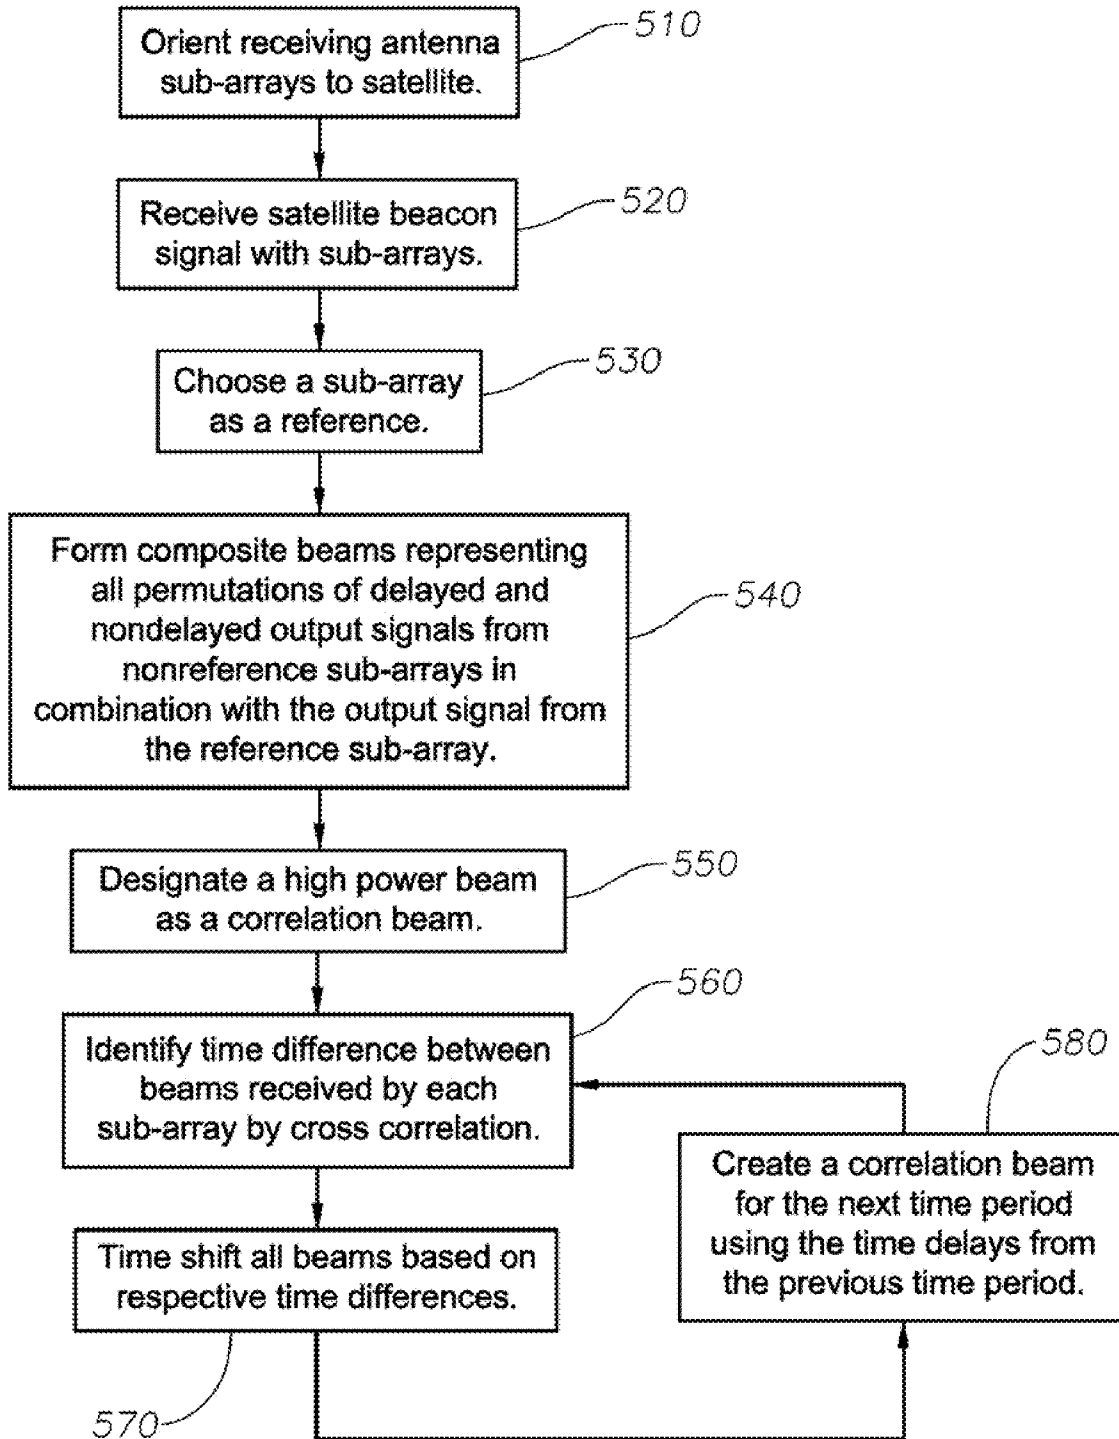 Orient receiving antenna
sub-arrays to satellite.
510
Receive satellite beacon
signal with sub-arrays.
520
Choose a sub-array
as a reference.
530
Form composite beams representing
all permutations of delayed and
nondelayed output signals from
nonreference sub-arrays in
combination with the output signal from
the reference sub-array.
540
Designate a high power beam
as a correlation beam.
550
Identify time difference between
beams received by each
sub-array by cross correlation.
560
Time shift all beams based on
respective time differences.
570
Create a correlation beam
for the next time period
using the time delays from
the previous time period.
580